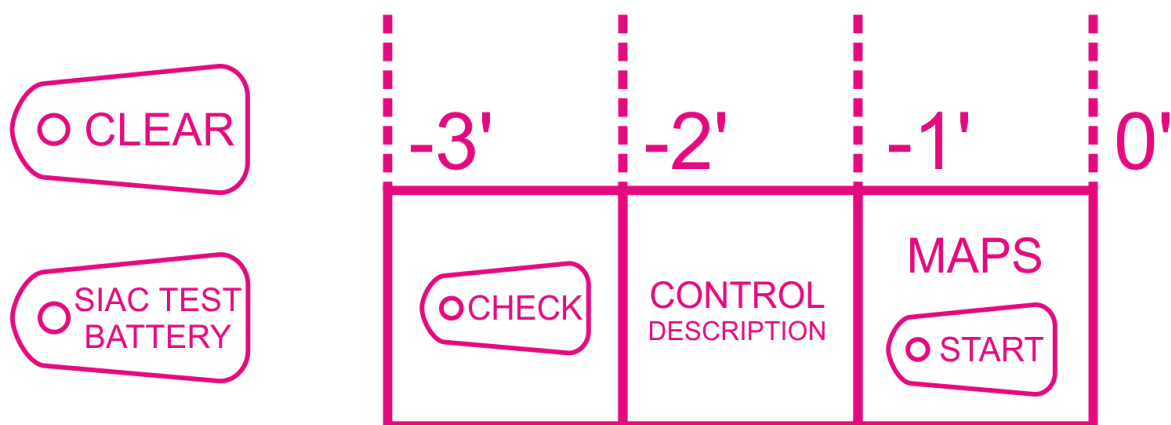 CLEAR
SIAC TEST
BATTERY
-3' -2' -1' 0'
CHECK
CONTROL
DESCRIPTION
MAPS
START